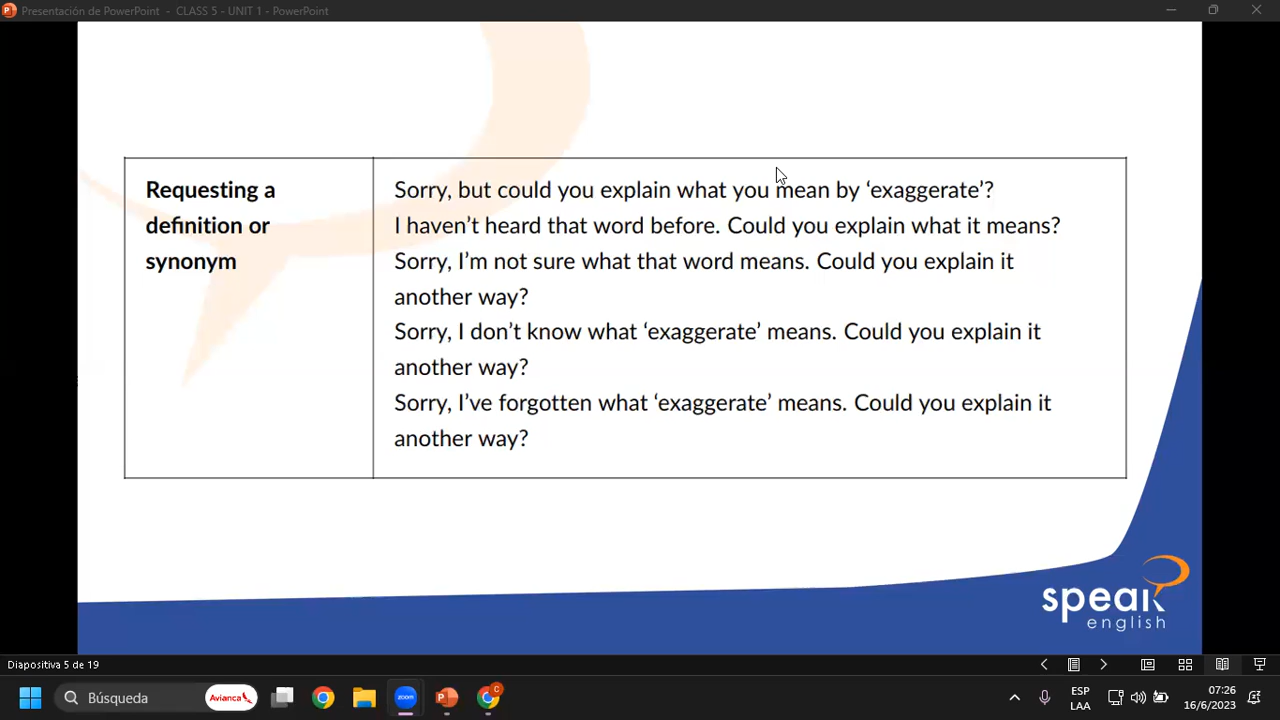 Presentación de PowerPoint - CLASS 5 - UNIT 1 - PowerPoint
Requesting a
definition or
synonym
Sorry, but could you explain what you mean by ‘exaggerate’?
I haven’t heard that word before. Could you explain what it means?
Sorry, I’m not sure what that word means. Could you explain it
another way?
Sorry, I don’t know what ‘exaggerate’ means. Could you explain it
another way?
Sorry, I’ve forgotten what ‘exaggerate’ means. Could you explain it
another way?
speak
english
Diapositiva 5 de 19
Búsqueda
Avianca
zoom
C
ESP
LAA
07:26
16/6/2023